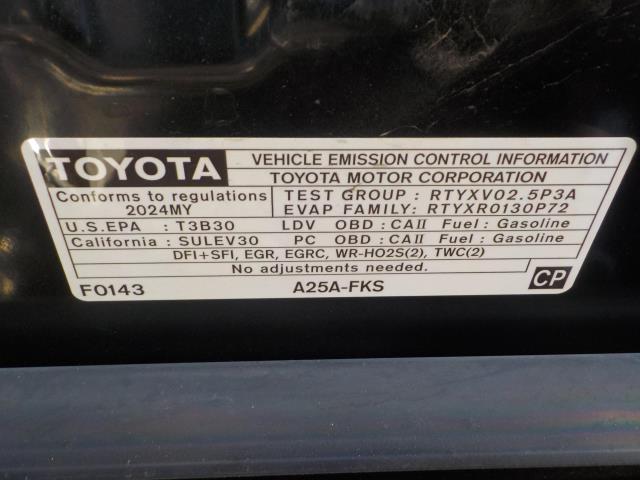 TOYOTA
VEHICLE EMISSION CONTROL INFORMATION
TOYOTA MOTOR CORPORATION
Conforms to regulations
2024MY
TEST GROUP : RTYXV02.5P3A
EVAP FAMILY: RTYXR0130P72
U.S.EPA : T3B30 LDV OBD : CAII Fuel : Gasoline
California : SULEV30 PC OBD : CAII Fuel : Gasoline
DFI+SFI, EGR, EGRC, WR-HO2S(2), TWC(2)
No adjustments needed.
F0143 A25A-FKS CP